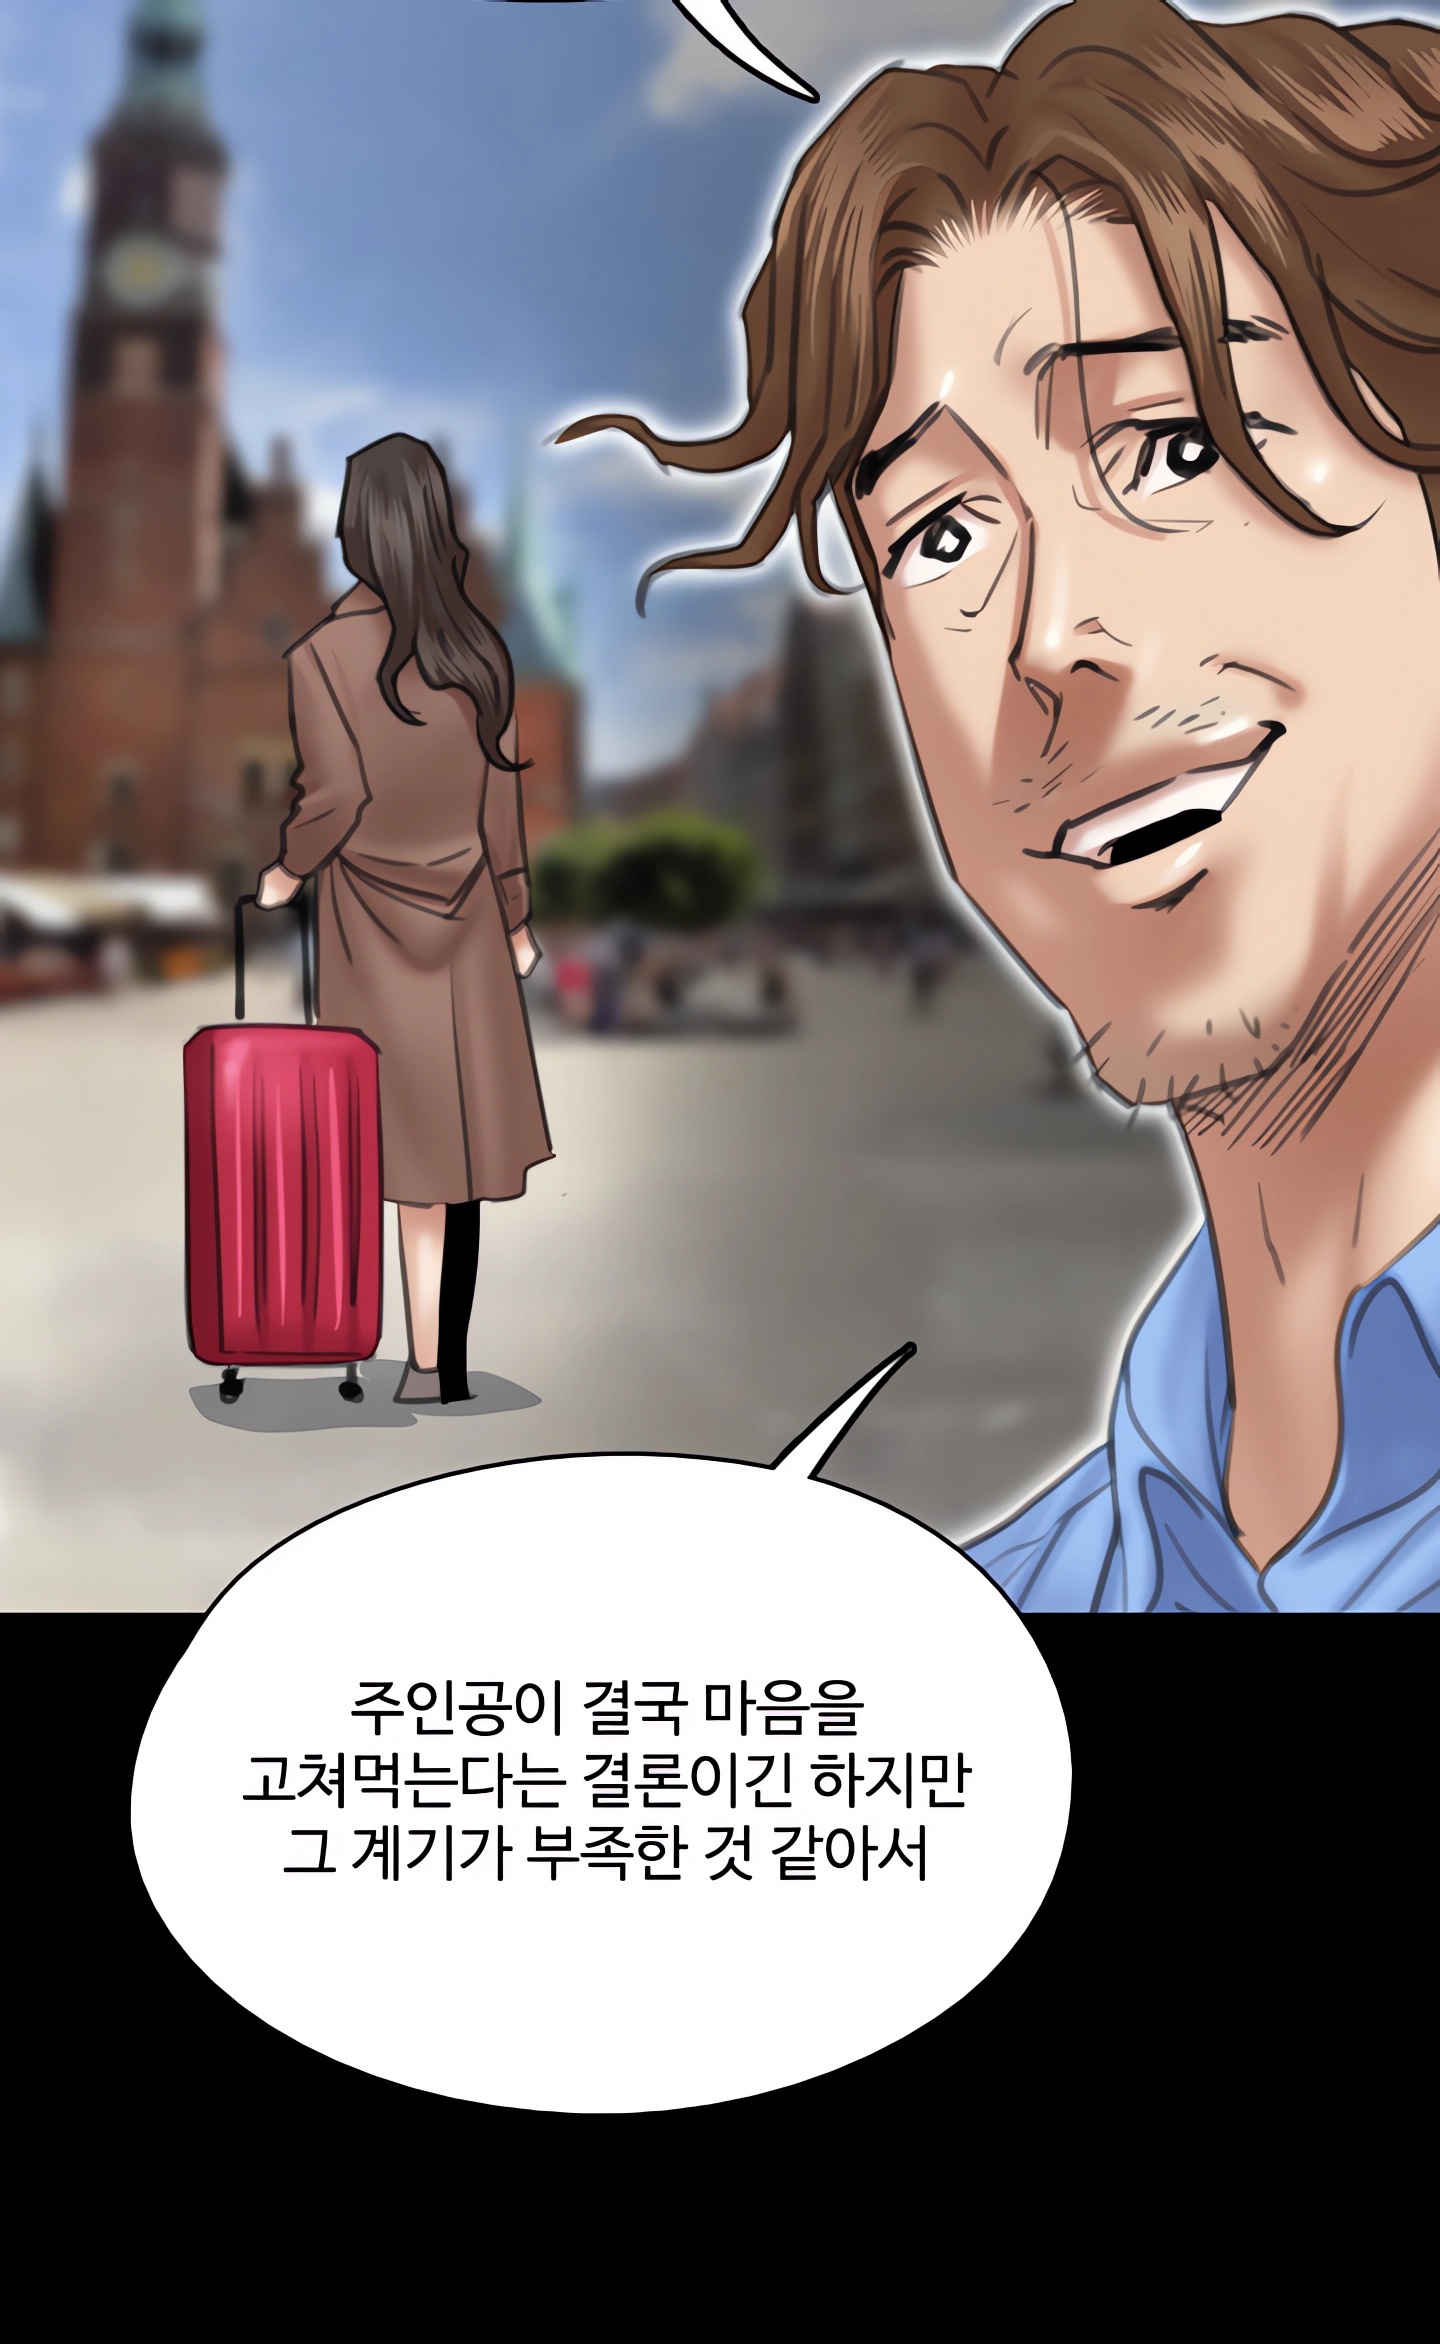 주인공이 결국 마음을
고쳐먹는다는 결론이긴 하지만
그 계기가 부족한 것 같아서